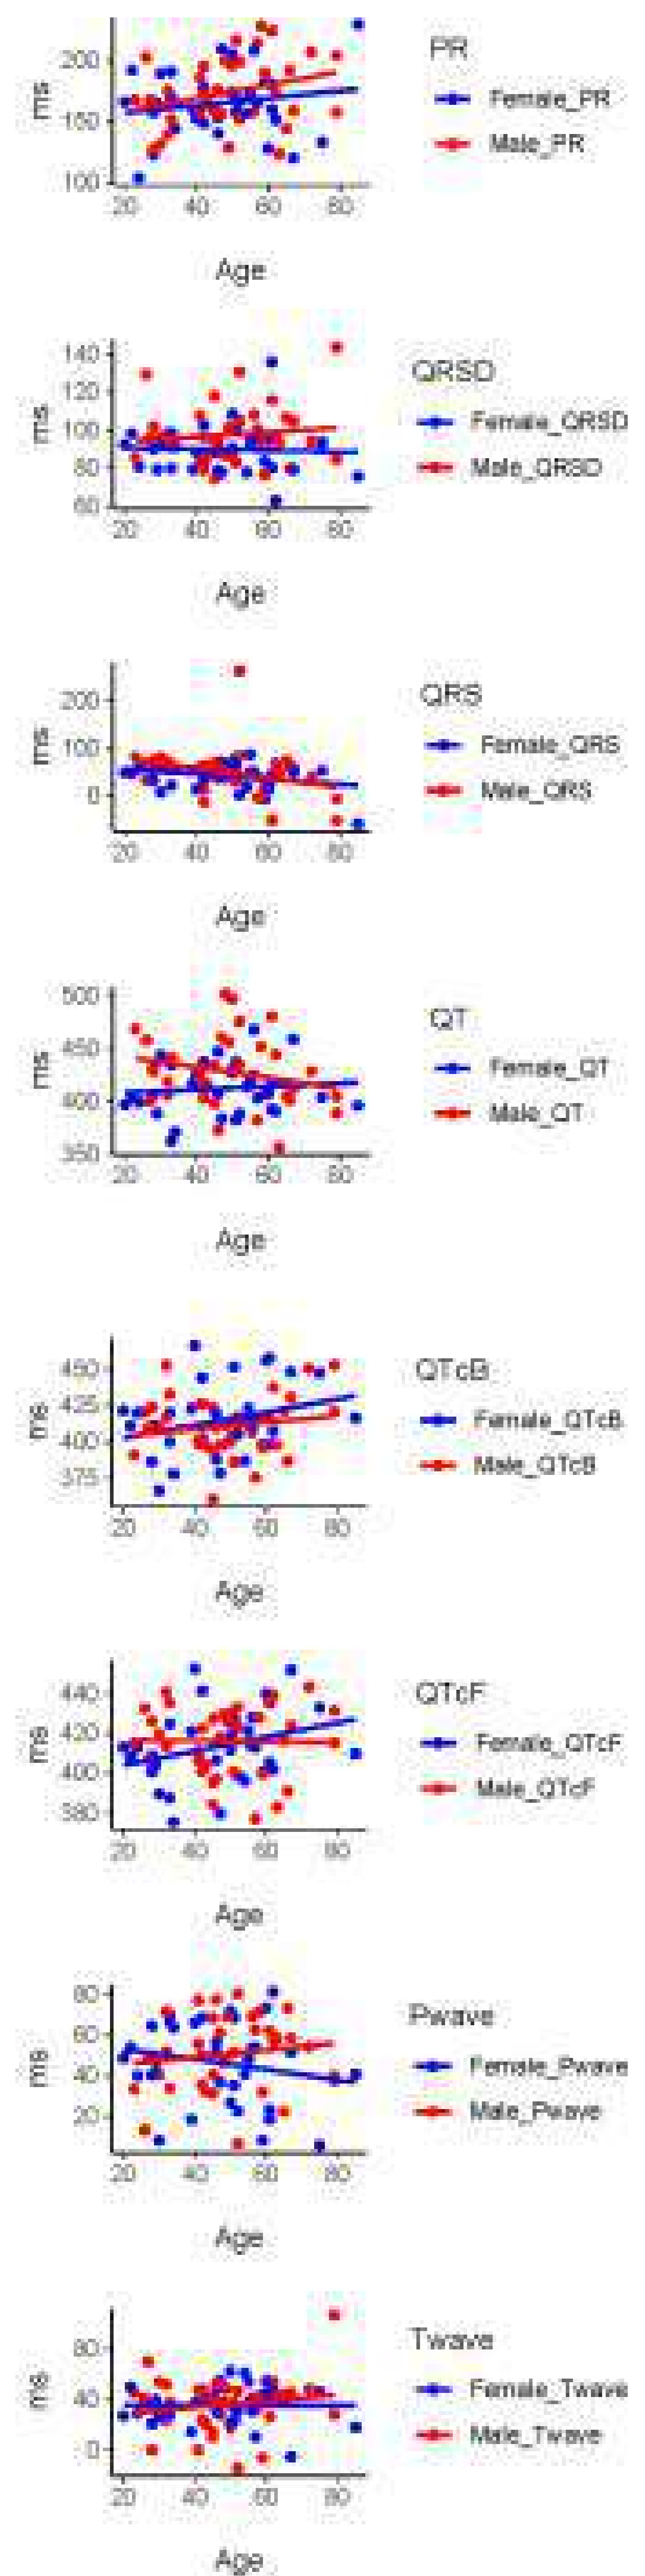 PR
200
150
100
ms
Female_PR
Male_PR
20 40 60 80
Age
QRSD
140
120
100
80
60
ms
Female_QRSD
Male_QRSD
20 40 60 80
Age
QRS
200
100
0
ms
Female_QRS
Male_QRS
20 40 60 80
Age
QT
500
450
400
350
ms
Female_QT
Male_QT
20 40 60 80
Age
QTcB
450
425
400
375
ms
Female_QTcB
Male_QTcB
20 40 60 80
Age
QTcF
440
420
400
380
ms
Female_QTcF
Male_QTcF
20 40 60 80
Age
Pwave
80
60
40
20
ms
Female_Pwave
Male_Pwave
20 40 60 80
Age
Twave
80
40
0
ms
Female_Twave
Male_Twave
20 40 60 80
Age